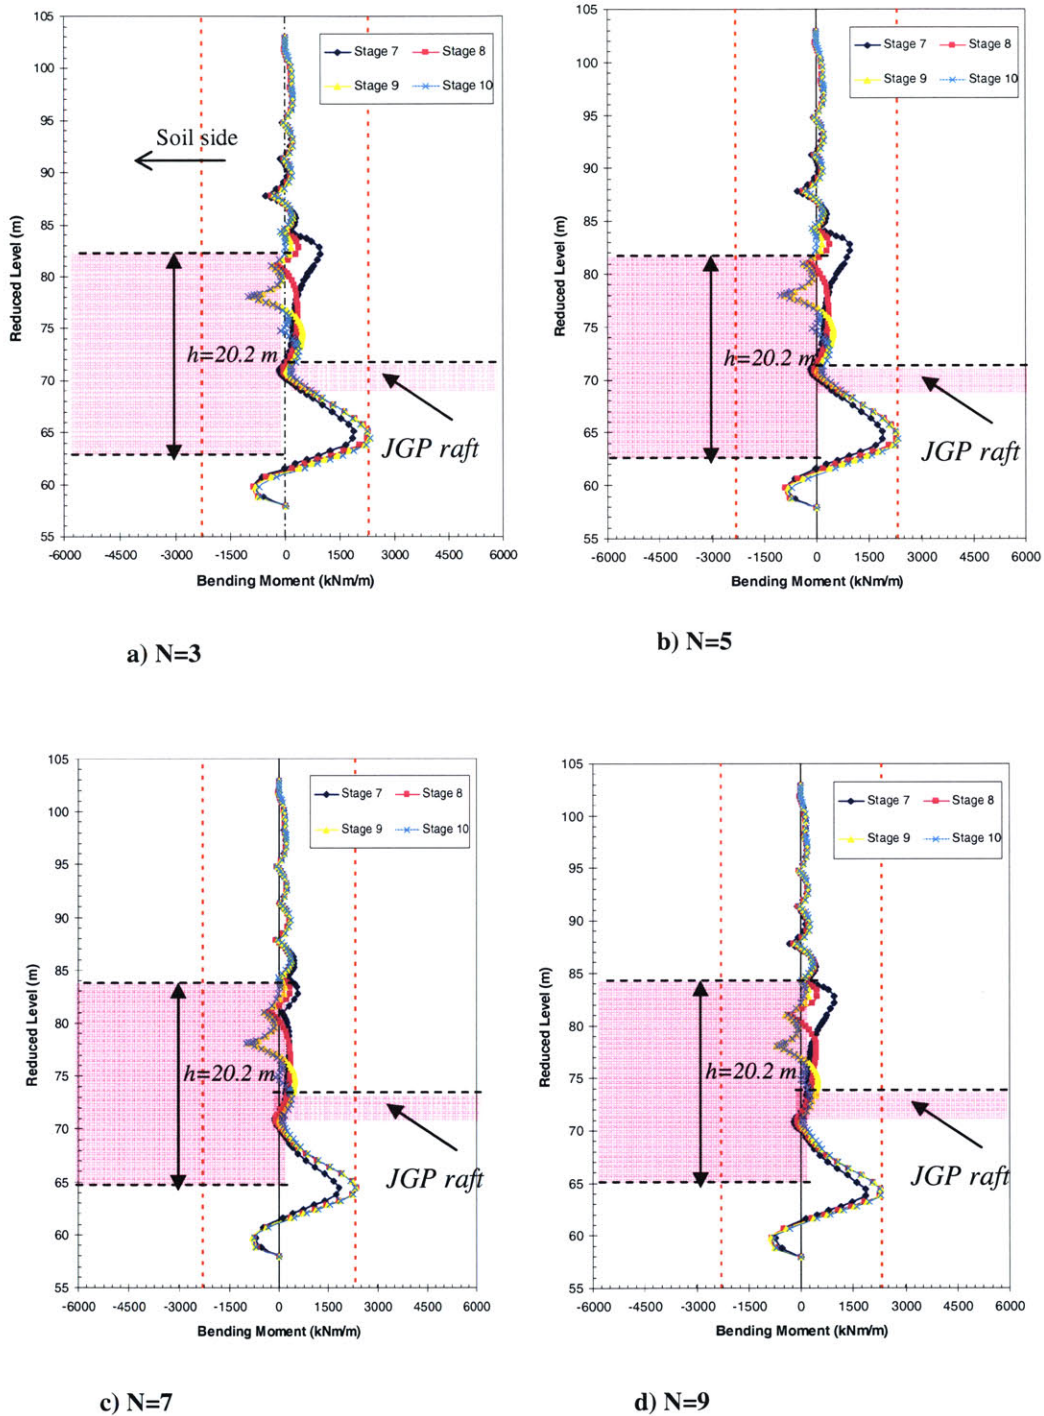 105
100
95
90
85
80
75
70
65
60
55
Reduced Level (m)
Stage 7 Stage 8
Stage 9 Stage 10
Soil side
h=20.2 m
JGP raft
-6000 -4500 -3000 -1500 0 1500 3000 4500 6000
Bending Moment (kNm/m)
a) N=3
105
100
95
90
85
80
75
70
65
60
55
Reduced Level (m)
Stage 7 Stage 8
Stage 9 Stage 10
h=20.2 m
JGP raft
-6000 -4500 -3000 -1500 0 1500 3000 4500 6000
Bending Moment (kNm/m)
b) N=5
105
100
95
90
85
80
75
70
65
60
55
Reduced Level (m)
Stage 7 Stage 8
Stage 9 Stage 10
h=20.2 m
JGP raft
-6000 -4500 -3000 -1500 0 1500 3000 4500 6000
Bending Moment (kNm/m)
c) N=7
105
100
95
90
85
80
75
70
65
60
55
Reduced Level (m)
Stage 7 Stage 8
Stage 9 Stage 10
h=20.2 m
JGP raft
-6000 -4500 -3000 -1500 0 1500 3000 4500 6000
Bending Moment (kNm/m)
d) N=9